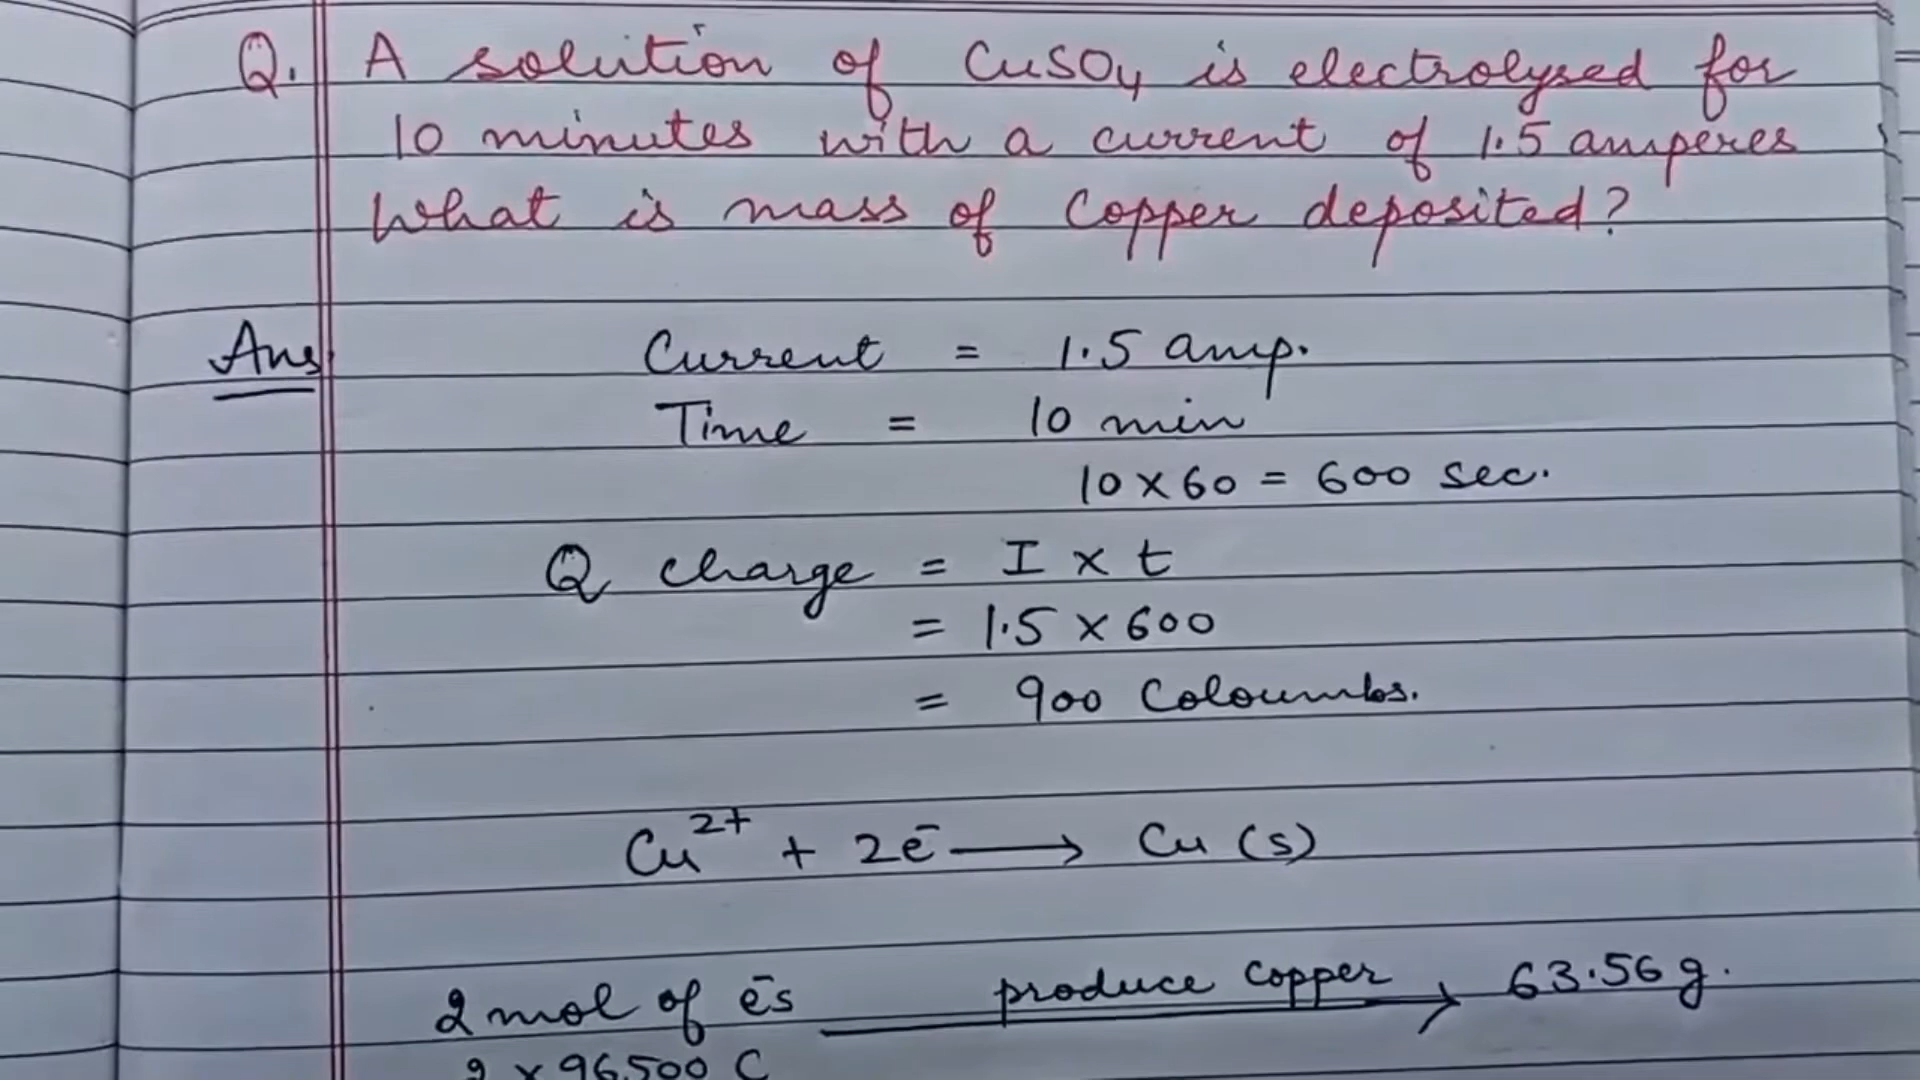 Q. A solution of CuSO4 is electrolysed for
10 minutes with a current of 1.5 amperes
What is mass of Copper deposited?
Ans. Current = 1.5 amp.
Time = 10 min
10 x 60 = 600 sec.
Q charge = I x t
= 1.5 x 600
= 900 Coloumbs.
Cu²⁺ + 2e⁻ → Cu (s)
2 mol of e⁻s produce copper → 63.56 g.
2 x 96500 C